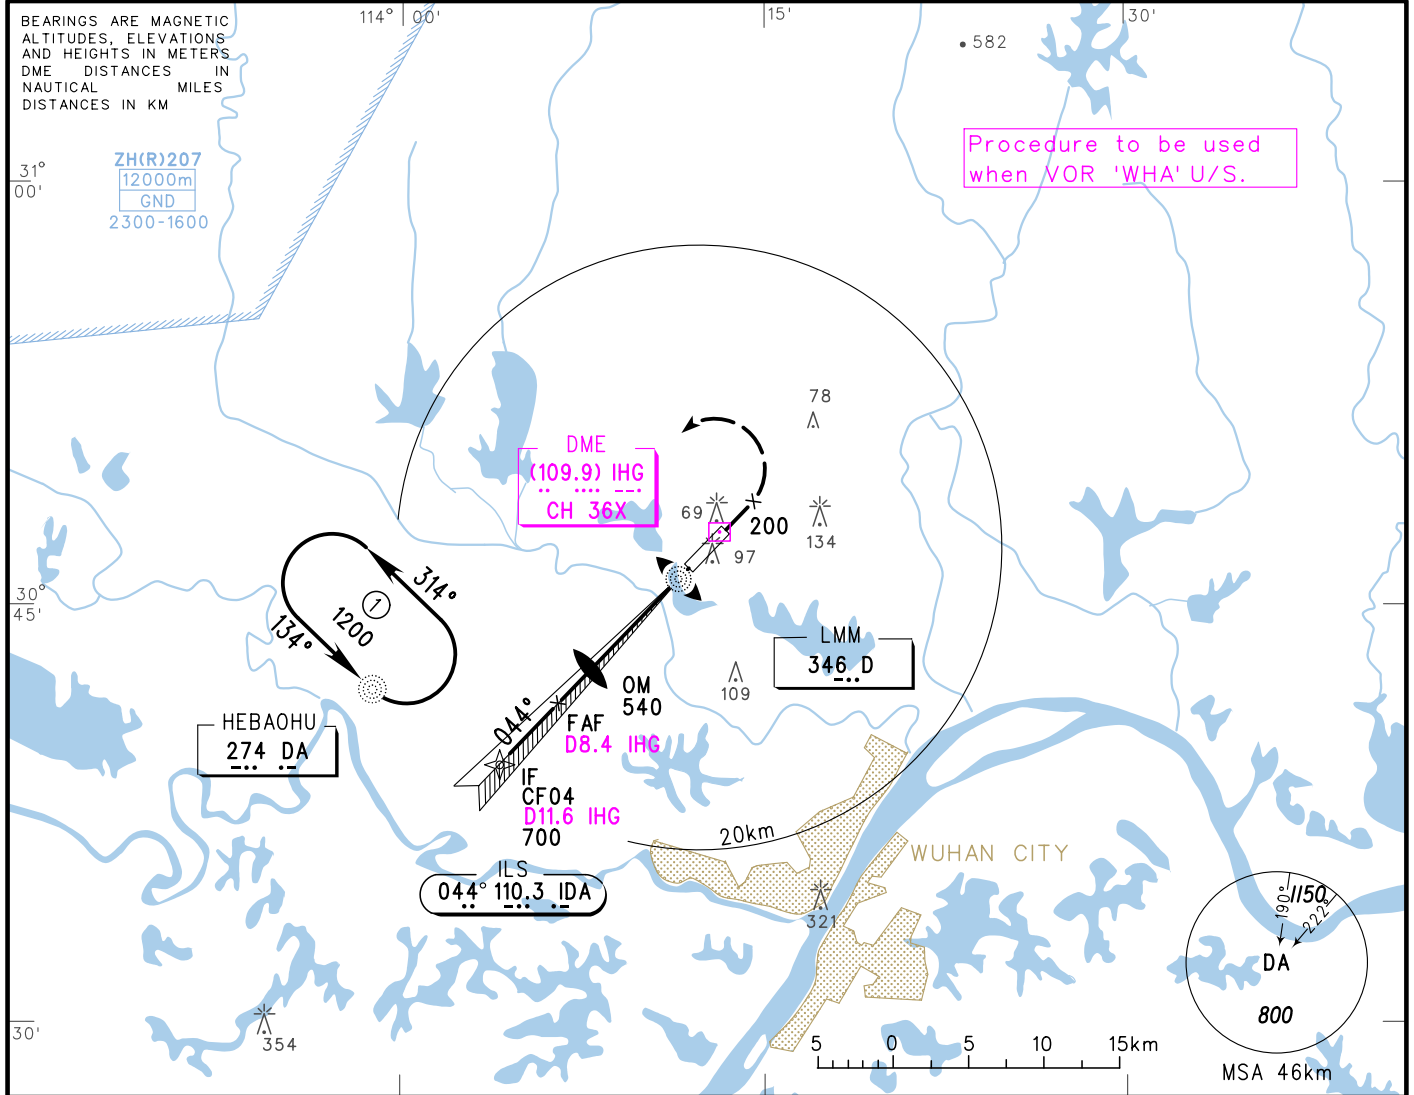 BEARINGS ARE MAGNETIC
ALTITUDES, ELEVATIONS
AND HEIGHTS IN METERS
DME DISTANCES IN
NAUTICAL MILES
DISTANCES IN KM
114° 00'
15'
30'
582
Procedure to be used
when VOR 'WHA' U/S.
31°
00'
ZH(R)207
12000m
GND
2300-1600
78
DME
(109.9) IHG
CH 36X
69
200
134
97
30°
45'
314°
1
1200
134°
LMM
346 D
109
OM
540
044°
FAF
D8.4 IHG
HEBAOHU
274 DA
IF
CF04
D11.6 IHG
700
20km
WUHAN CITY
ILS
044° 110.3 IDA
321
190°
1150
222°
DA
800
MSA 46km
30'
354
5 0 5 10 15km